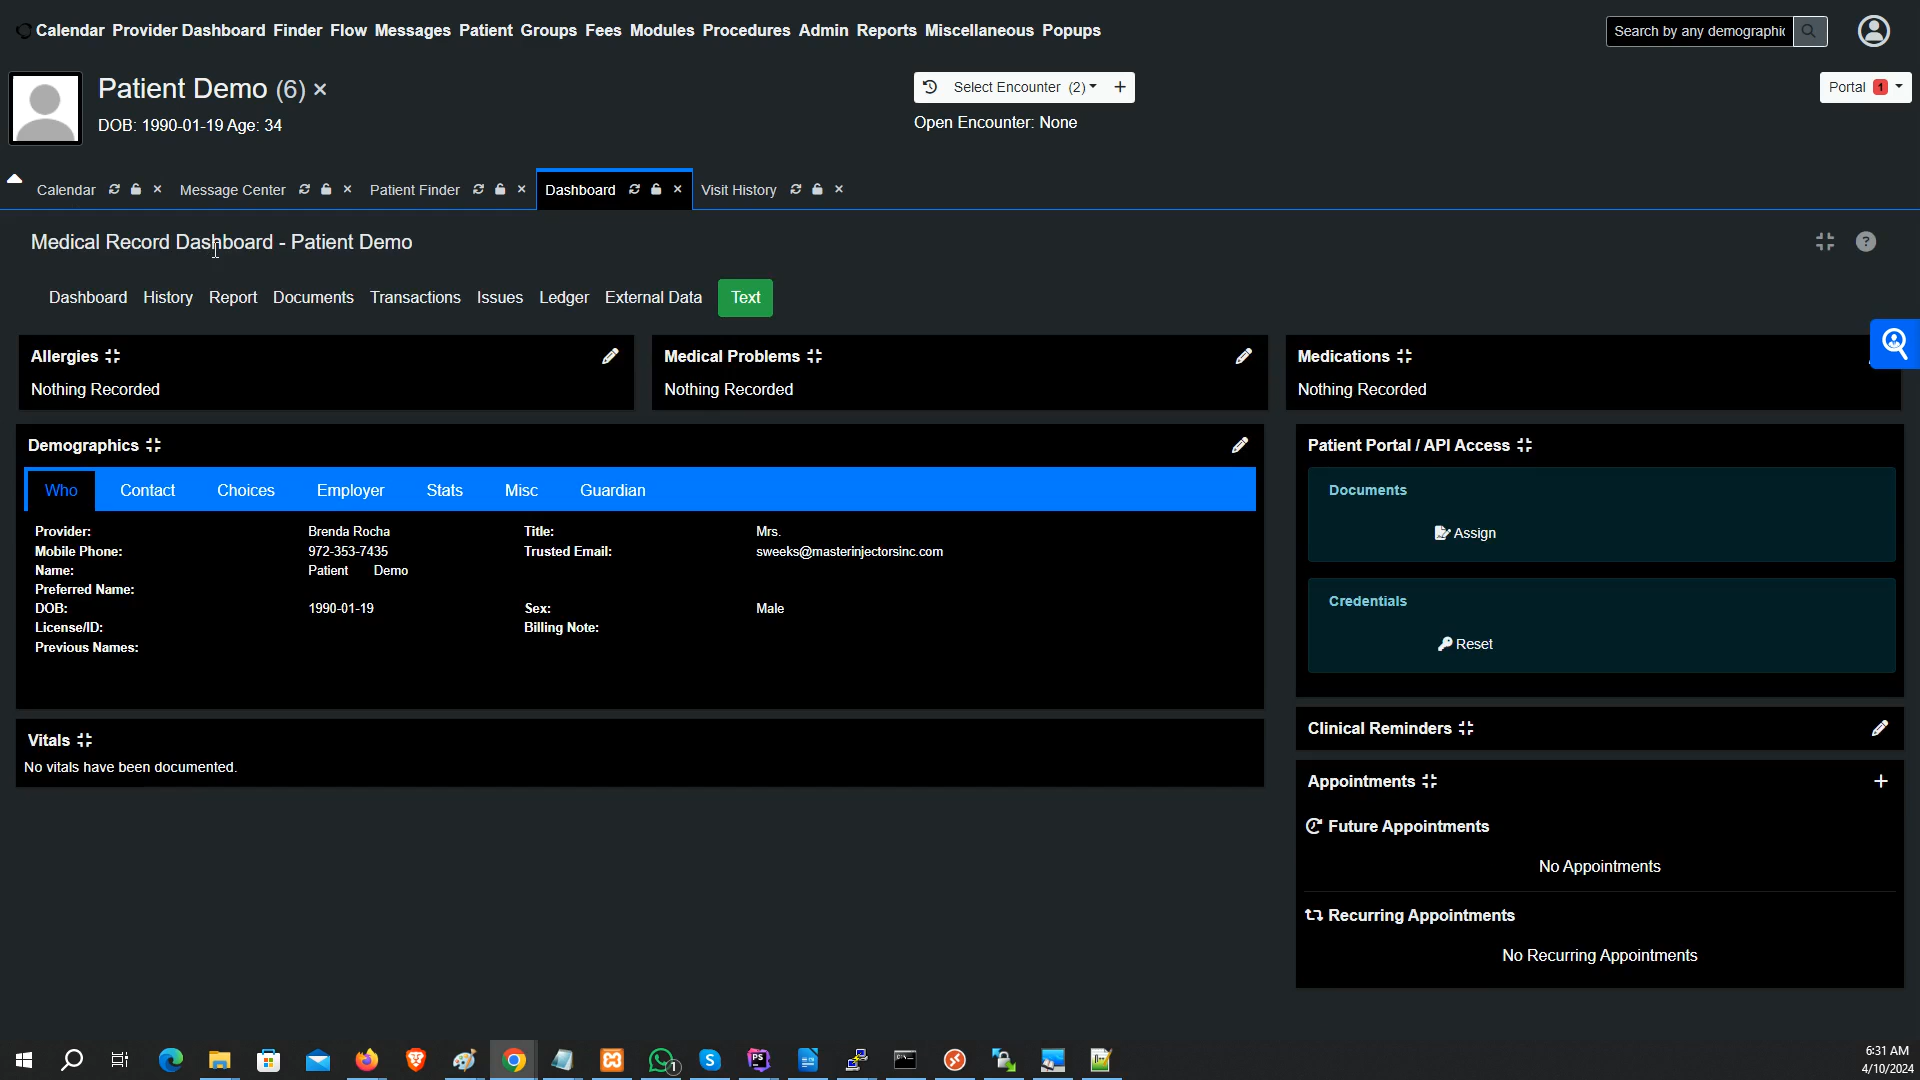 Calendar Provider Dashboard Finder Flow Messages Patient Groups Fees Modules Procedures Admin Reports Miscellaneous Popups
Search by any demographic
Patient Demo (6)
DOB: 1990-01-19 Age: 34
Select Encounter (2)
Open Encounter: None
Portal 1
Calendar Message Center Patient Finder Dashboard Visit History
Medical Record Dashboard - Patient Demo
Dashboard History Report Documents Transactions Issues Ledger External Data Text
Allergies
Nothing Recorded
Medical Problems
Nothing Recorded
Medications
Nothing Recorded
Demographics
Who Contact Choices Employer Stats Misc Guardian
Provider: Brenda Rocha Title: Mrs.
Mobile Phone: 972-353-7435 Trusted Email: sweeks@masterinjectorsinc.com
Name: Patient Demo
Preferred Name:
DOB: 1990-01-19 Sex: Male
License/ID: Billing Note:
Previous Names:
Vitals
No vitals have been documented.
Patient Portal / API Access
Documents
Assign
Credentials
Reset
Clinical Reminders
Appointments
Future Appointments
No Appointments
Recurring Appointments
No Recurring Appointments
6:31 AM
4/10/2024